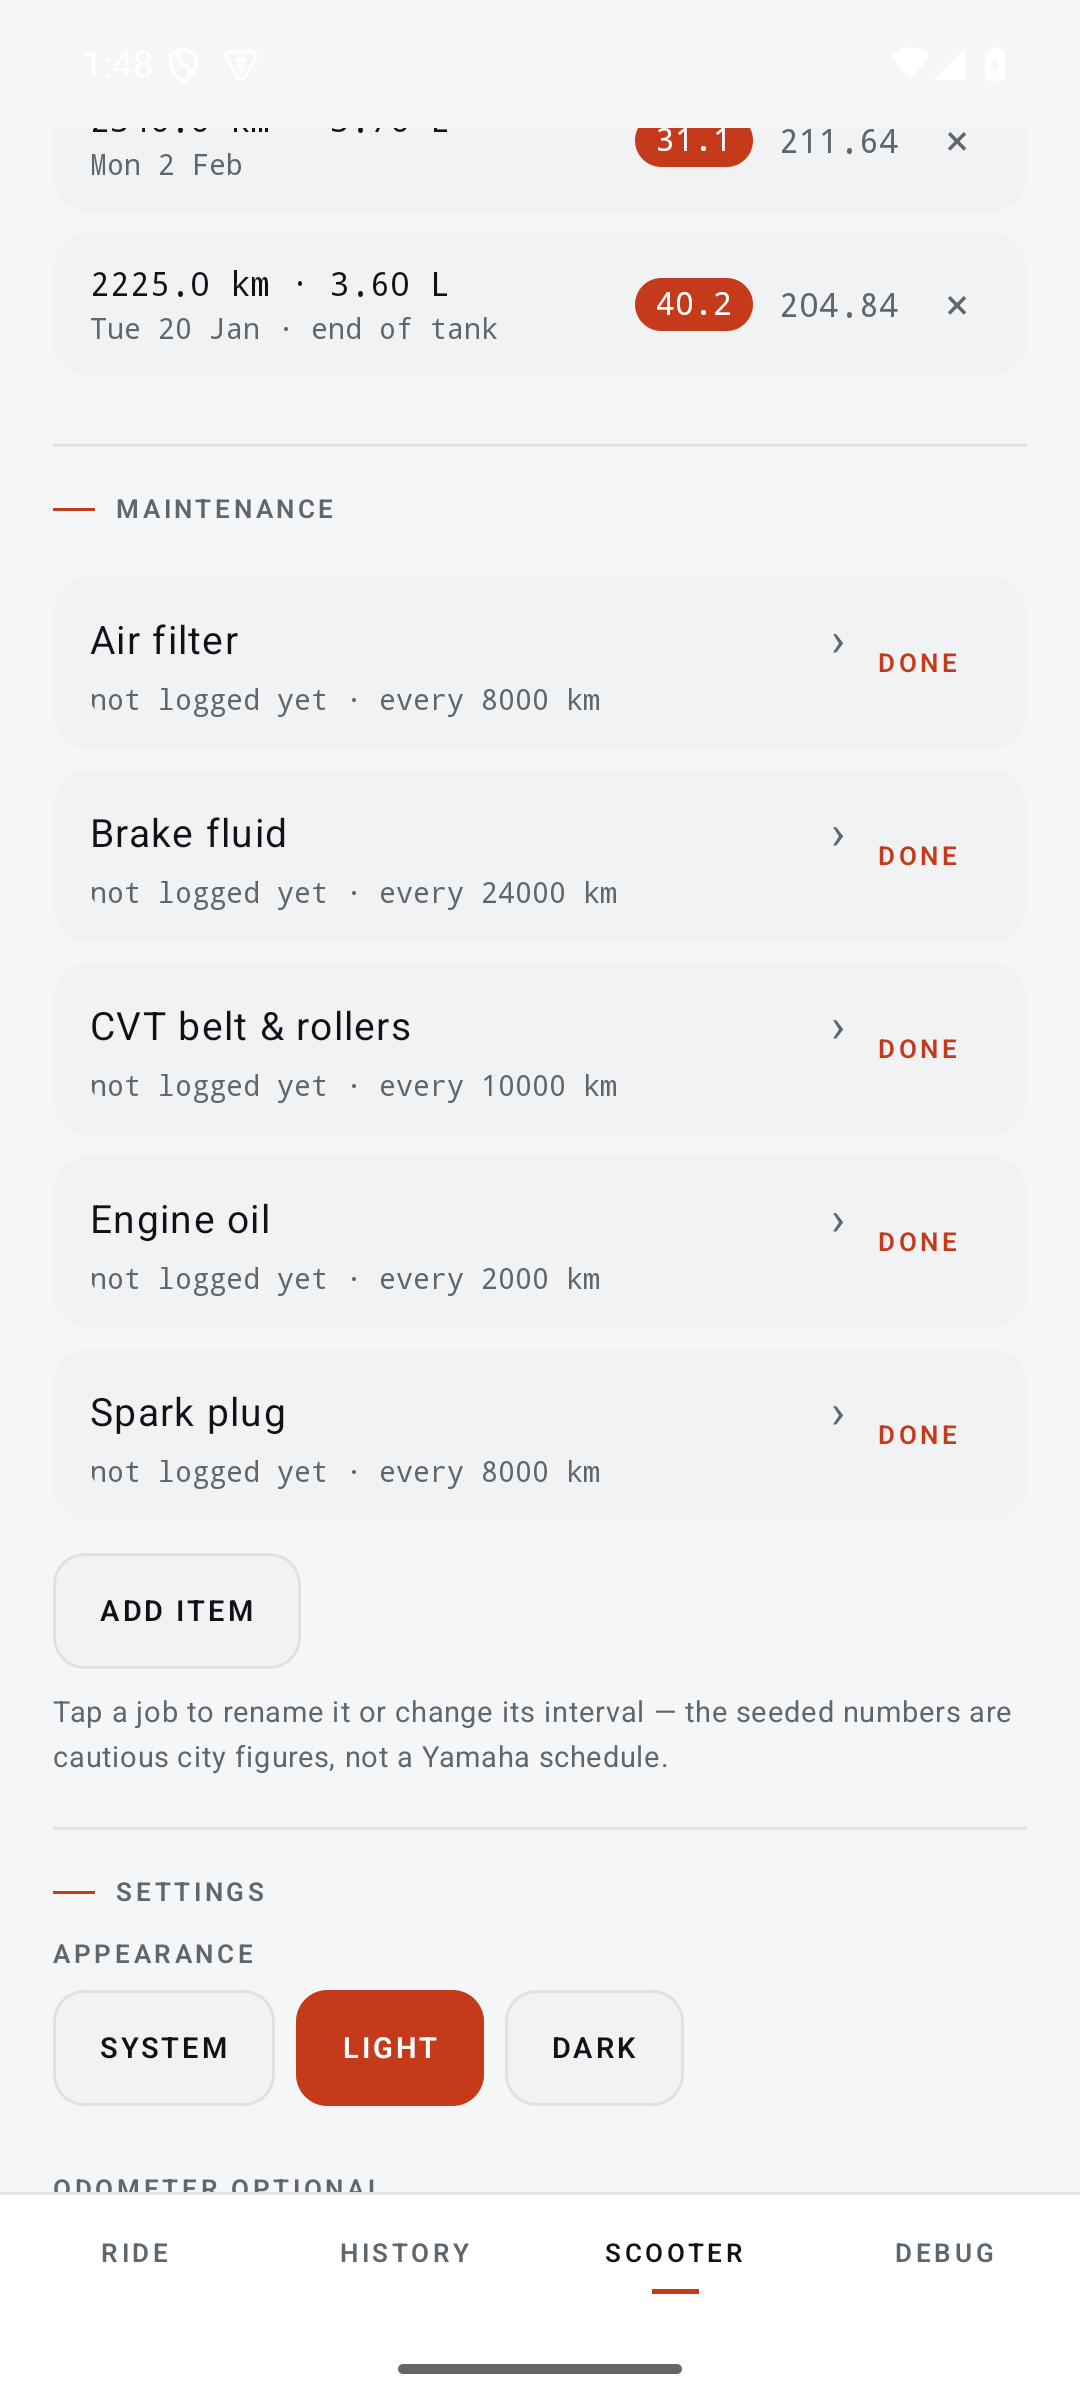 1:48
Mon 2 Feb
31.1
211.64
×
2225.0 km · 3.60 L
Tue 20 Jan · end of tank
40.2
204.84
×
MAINTENANCE
Air filter
›
DONE
not logged yet · every 8000 km
Brake fluid
›
DONE
not logged yet · every 24000 km
CVT belt & rollers
›
DONE
not logged yet · every 10000 km
Engine oil
›
DONE
not logged yet · every 2000 km
Spark plug
›
DONE
not logged yet · every 8000 km
ADD ITEM
Tap a job to rename it or change its interval — the seeded numbers are
cautious city figures, not a Yamaha schedule.
SETTINGS
APPEARANCE
SYSTEM
LIGHT
DARK
ODOMETER OPTIONAL
RIDE
HISTORY
SCOOTER
DEBUG